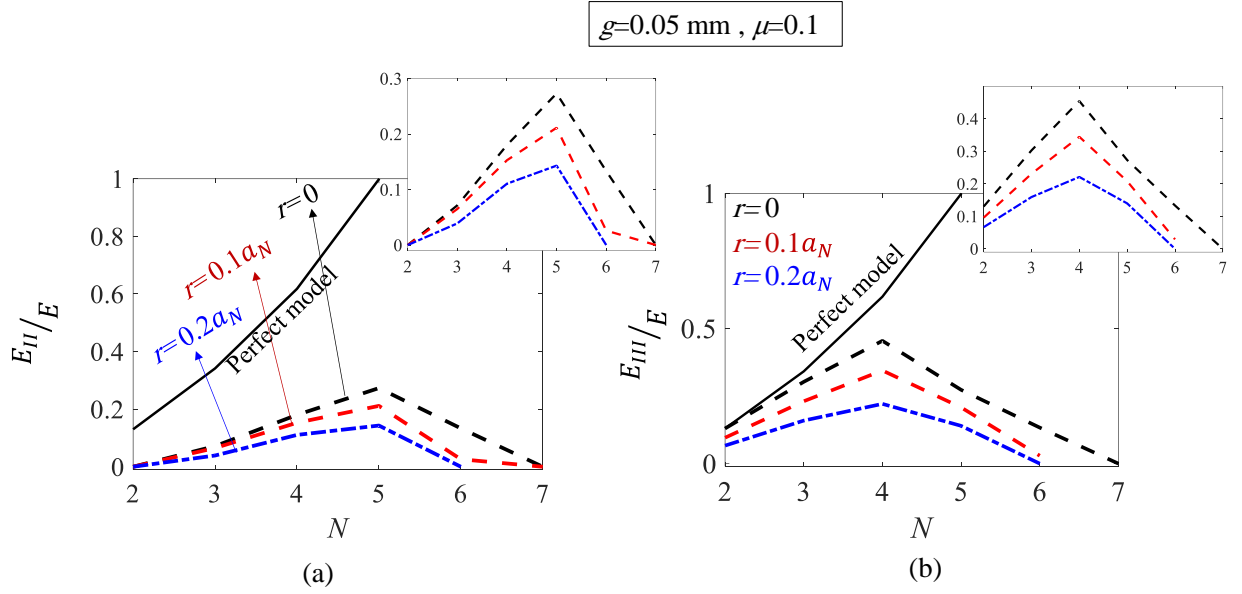 g=0.05 mm , μ=0.1
1
0.8
0.6
0.4
0.2
0
2 3 4 5 6 7
E_II/E
N
r=0
r=0.1a_N
r=0.2a_N
Perfect model
0.3
0.2
0.1
0
2 3 4 5 6 7
(a)
1
0.5
0
2 3 4 5 6 7
E_III/E
N
r=0
r=0.1a_N
r=0.2a_N
Perfect model
0.4
0.3
0.2
0.1
0
2 3 4 5 6 7
(b)